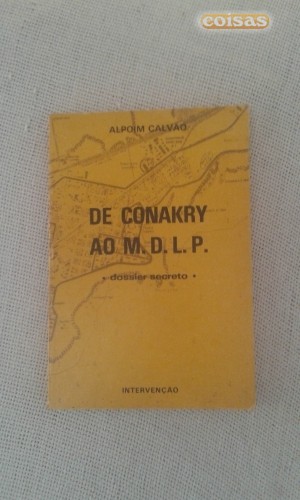 coisas
ALPOIM CALVÃO
DE CONAKRY
AO M.D.L.P.
• dossier secreto •
INTERVENÇÃO